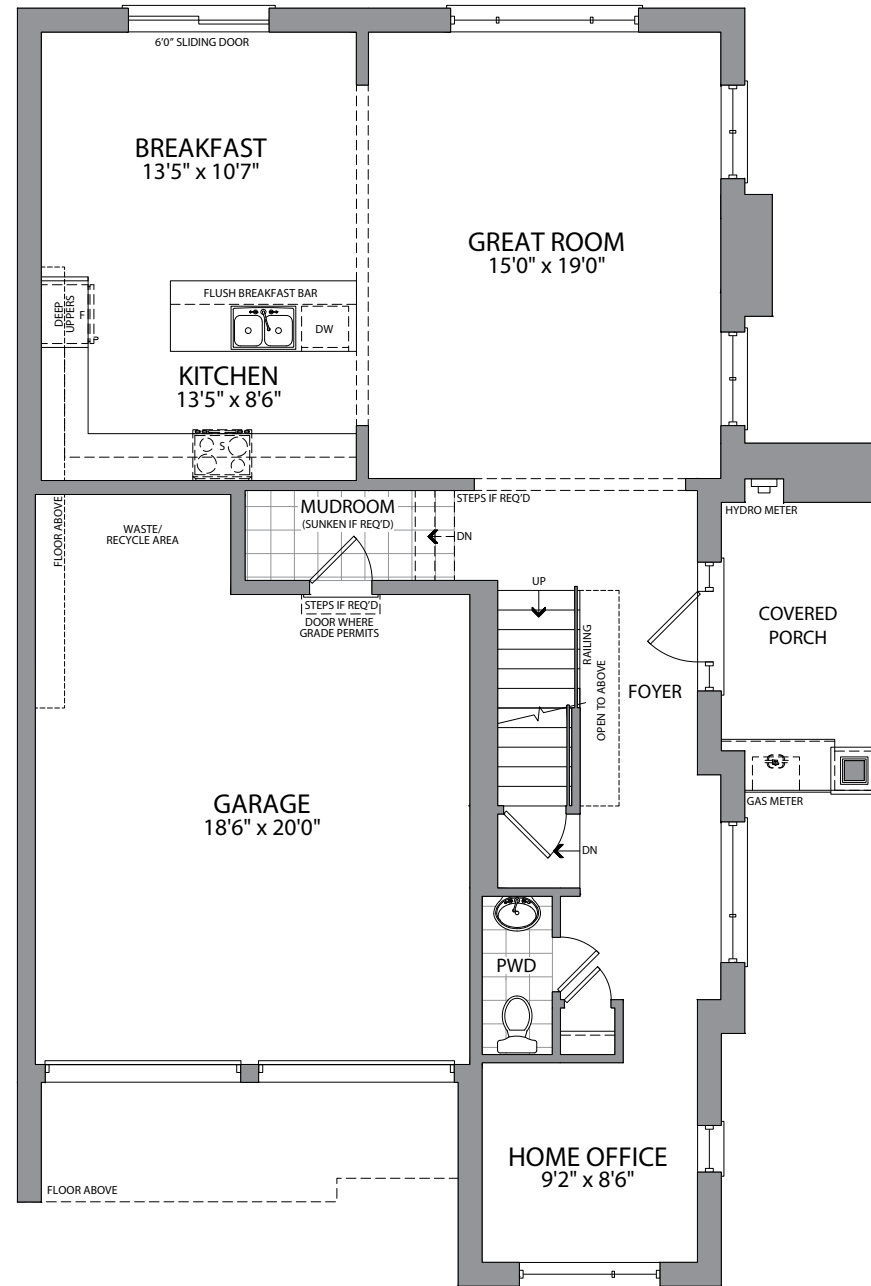 6'0" SLIDING DOOR
BREAKFAST
13'5" x 10'7"
GREAT ROOM
15'0" x 19'0"
FLUSH BREAKFAST BAR
DEEP
UPPERS
F
DW
KITCHEN
13'5" x 8'6"
S
FLOOR ABOVE
WASTE/
RECYCLE AREA
MUDROOM
(SUNKEN IF REQ'D)
STEPS IF REQ'D
DN
HYDRO METER
STEPS IF REQ'D
DOOR WHERE
GRADE PERMITS
UP
RAILING
OPEN TO ABOVE
FOYER
COVERED
PORCH
GARAGE
18'6" x 20'0"
GAS METER
DN
PWD
HOME OFFICE
9'2" x 8'6"
FLOOR ABOVE